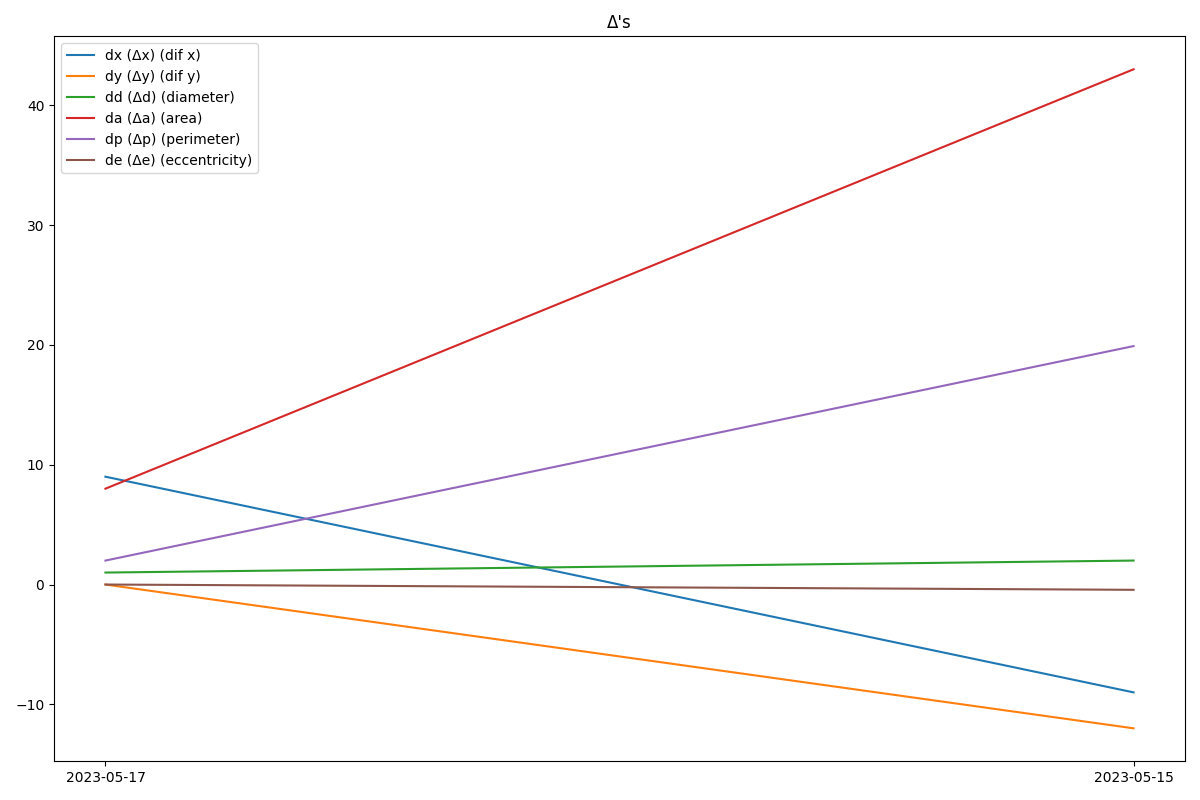 Δ's
dx (Δx) (dif x)
dy (Δy) (dif y)
dd (Δd) (diameter)
da (Δa) (area)
dp (Δp) (perimeter)
de (Δe) (eccentricity)
40
30
20
10
0
−10
2023-05-17
2023-05-15